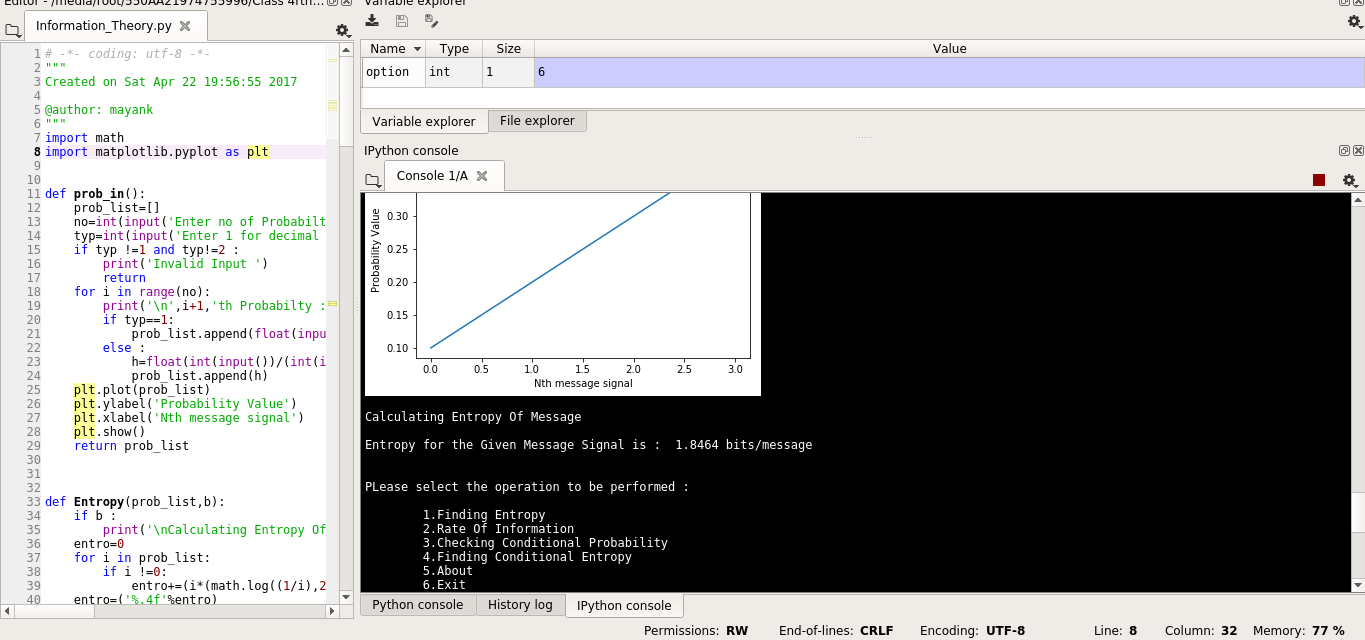 Editor - /media/root/550AA21974755996/Class 4rth...
Information_Theory.py
1 # -*- coding: utf-8 -*-
2 """
3 Created on Sat Apr 22 19:56:55 2017
4
5 @author: mayank
6 """
7 import math
8 import matplotlib.pyplot as plt
9
10
11 def prob_in():
12 prob_list=[]
13 no=int(input('Enter no of Probabilt
14 typ=int(input('Enter 1 for decimal
15 if typ !=1 and typ!=2 :
16 print('Invalid Input ')
17 return
18 for i in range(no):
19 print('\n',i+1,'th Probabilty :
20 if typ==1:
21 prob_list.append(float(inpu
22 else :
23 h=float(int(input())/(int(i
24 prob_list.append(h)
25 plt.plot(prob_list)
26 plt.ylabel('Probability Value')
27 plt.xlabel('Nth message signal')
28 plt.show()
29 return prob_list
30
31
32
33 def Entropy(prob_list,b):
34 if b :
35 print('\nCalculating Entropy Of
36 entro=0
37 for i in prob_list:
38 if i !=0:
39 entro+=(i*(math.log((1/i),2
40 entro=('%.4f'%entro)
Variable explorer
Name Type Size Value
option int 1 6
Variable explorer File explorer
IPython console
Console 1/A
Probability Value
0.30
0.25
0.20
0.15
0.10
0.0 0.5 1.0 1.5 2.0 2.5 3.0
Nth message signal
Calculating Entropy Of Message
Entropy for the Given Message Signal is : 1.8464 bits/message
PLease select the operation to be performed :
1.Finding Entropy
2.Rate Of Information
3.Checking Conditional Probability
4.Finding Conditional Entropy
5.About
6.Exit
Python console History log IPython console
Permissions: RW End-of-lines: CRLF Encoding: UTF-8 Line: 8 Column: 32 Memory: 77 %